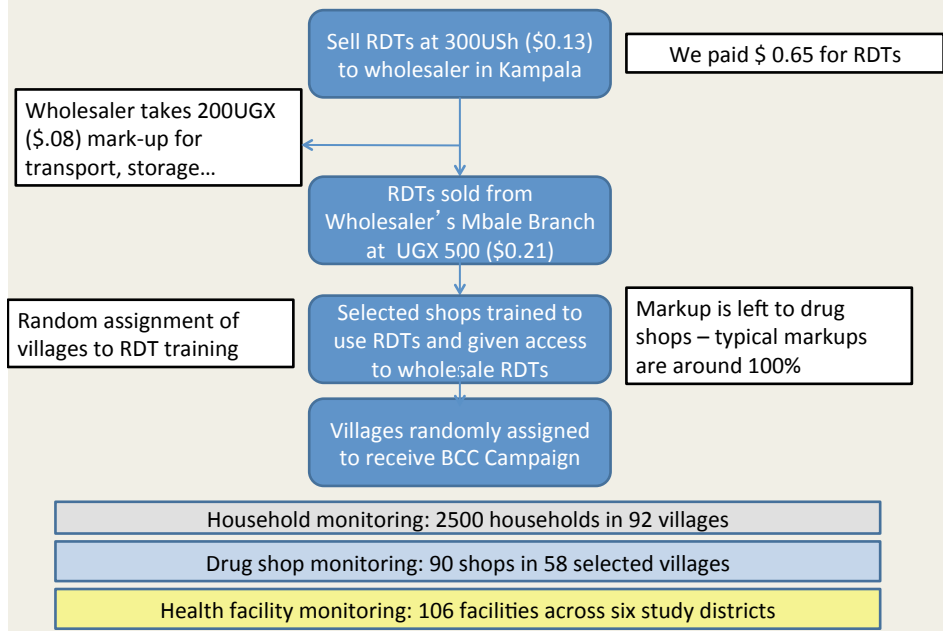 Sell RDTs at 300USh ($0.13)
to wholesaler in Kampala
We paid $ 0.65 for RDTs
Wholesaler takes 200UGX
($.08) mark-up for
transport, storage…
RDTs sold from
Wholesaler's Mbale Branch
at UGX 500 ($0.21)
Random assignment of
villages to RDT training
Selected shops trained to
use RDTs and given access
to wholesale RDTs
Markup is left to drug
shops – typical markups
are around 100%
Villages randomly assigned
to receive BCC Campaign
Household monitoring: 2500 households in 92 villages
Drug shop monitoring: 90 shops in 58 selected villages
Health facility monitoring: 106 facilities across six study districts